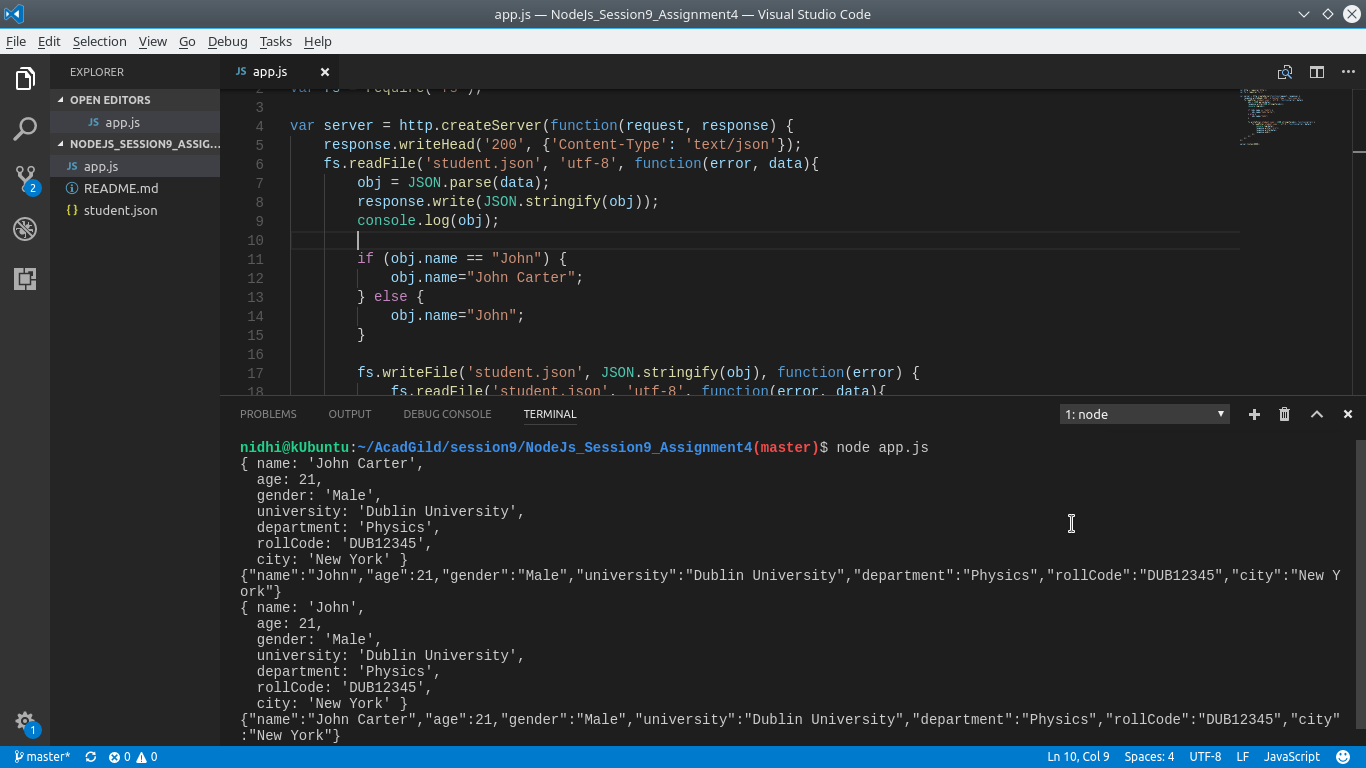 app.js — NodeJs_Session9_Assignment4 — Visual Studio Code
File Edit Selection View Go Debug Tasks Help
EXPLORER
OPEN EDITORS
JS app.js
NODEJS_SESSION9_ASSIG...
JS app.js
README.md
{} student.json
2
1
JS app.js
2 var fs = require('fs');
3
4 var server = http.createServer(function(request, response) {
5 response.writeHead('200', {'Content-Type': 'text/json'});
6 fs.readFile('student.json', 'utf-8', function(error, data){
7 obj = JSON.parse(data);
8 response.write(JSON.stringify(obj));
9 console.log(obj);
10
11 if (obj.name == "John") {
12 obj.name="John Carter";
13 } else {
14 obj.name="John";
15 }
16
17 fs.writeFile('student.json', JSON.stringify(obj), function(error) {
18 fs.readFile('student.json', 'utf-8', function(error, data){
PROBLEMS OUTPUT DEBUG CONSOLE TERMINAL 1: node
nidhi@kUbuntu:~/AcadGild/session9/NodeJs_Session9_Assignment4(master)$ node app.js
{ name: 'John Carter',
age: 21,
gender: 'Male',
university: 'Dublin University',
department: 'Physics',
rollCode: 'DUB12345',
city: 'New York' }
{"name":"John","age":21,"gender":"Male","university":"Dublin University","department":"Physics","rollCode":"DUB12345","city":"New Y
ork"}
{ name: 'John',
age: 21,
gender: 'Male',
university: 'Dublin University',
department: 'Physics',
rollCode: 'DUB12345',
city: 'New York' }
{"name":"John Carter","age":21,"gender":"Male","university":"Dublin University","department":"Physics","rollCode":"DUB12345","city"
:"New York"}
master* 0 0 Ln 10, Col 9 Spaces: 4 UTF-8 LF JavaScript